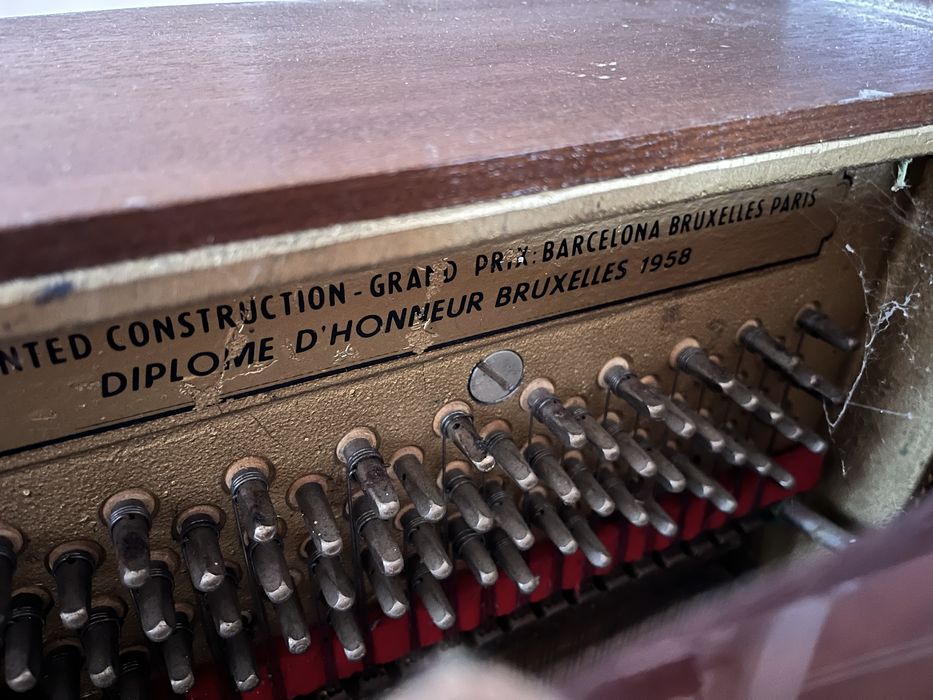 NTED CONSTRUCTION - GRAND PRIX: BARCELONA BRUXELLES PARIS
DIPLOME D'HONNEUR BRUXELLES 1958